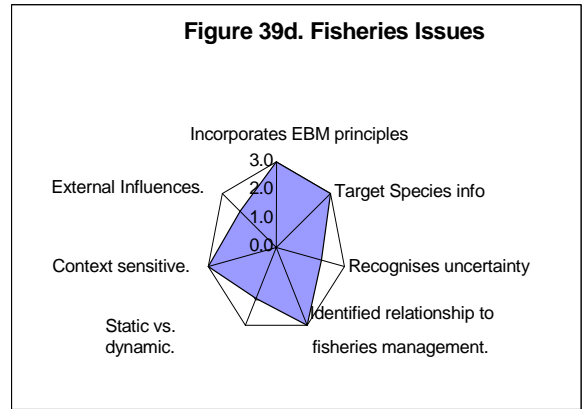 Figure 39d. Fisheries Issues
Incorporates EBM principles
3.0
External Influences.
2.0
Target Species info
1.0
0.0
Context sensitive.
Recognises uncertainty
Identified relationship to
fisheries management.
Static vs.
dynamic.